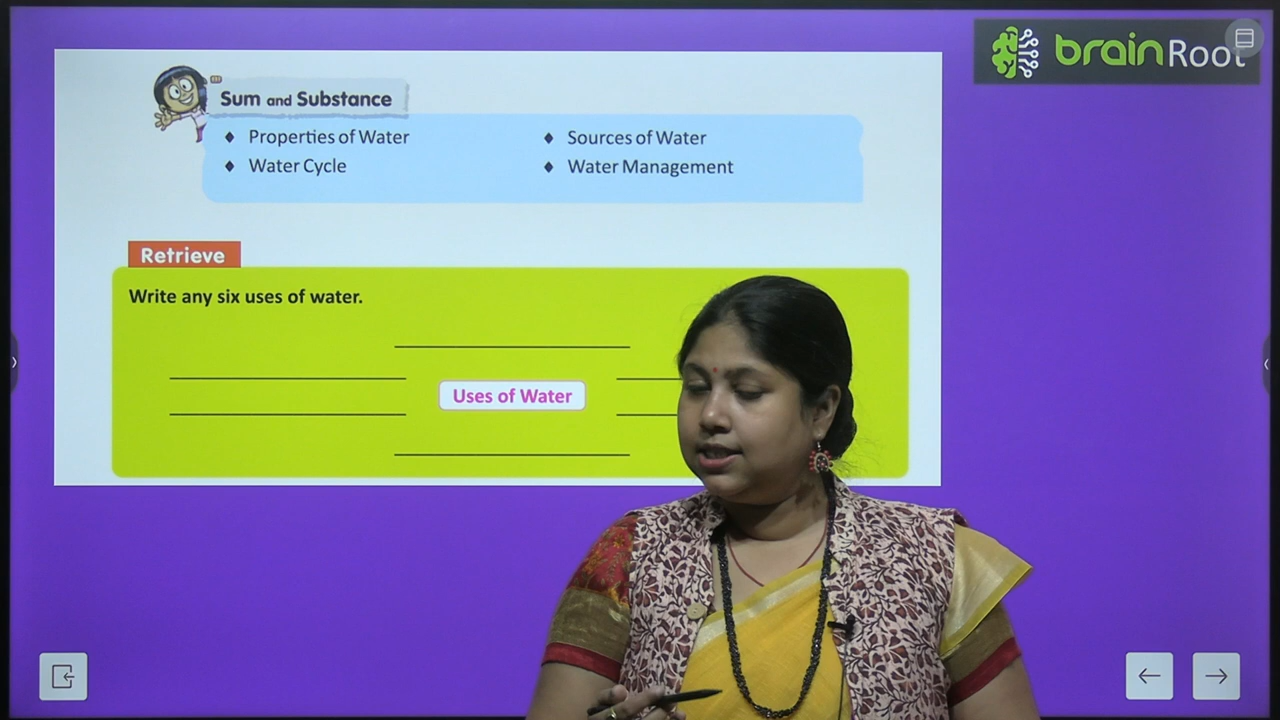 brainRoot
Sum and Substance
♦ Properties of Water
♦ Sources of Water
♦ Water Cycle
♦ Water Management
Retrieve
Write any six uses of water.
Uses of Water